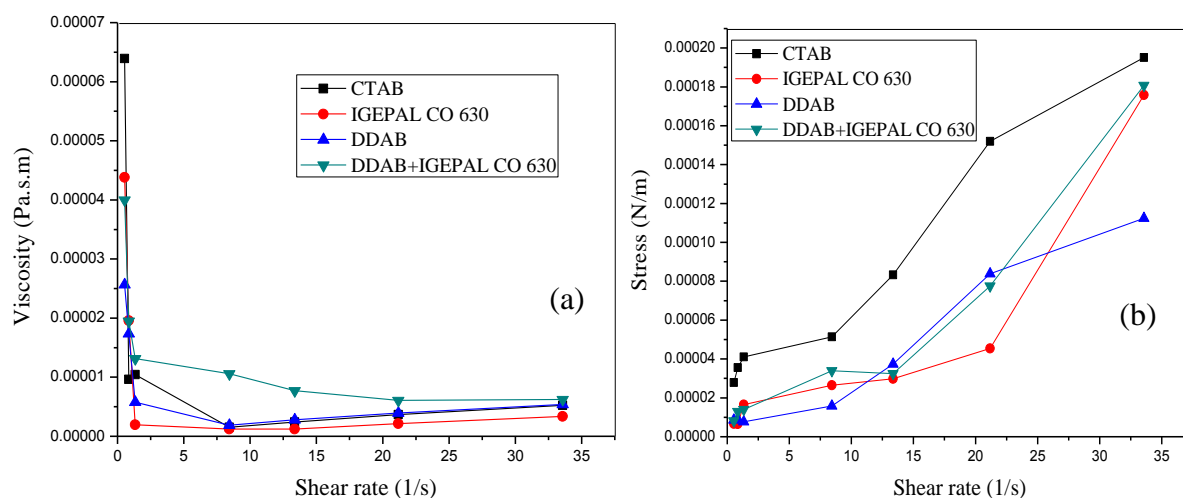 0.00007
0.00006
0.00005
0.00004
0.00003
0.00002
0.00001
0.00000
Viscosity (Pa.s.m)
CTAB
IGEPAL CO 630
DDAB
DDAB+IGEPAL CO 630
(a)
0 5 10 15 20 25 30 35
Shear rate (1/s)
0.00020
0.00018
0.00016
0.00014
0.00012
0.00010
0.00008
0.00006
0.00004
0.00002
0.00000
Stress (N/m)
CTAB
IGEPAL CO 630
DDAB
DDAB+IGEPAL CO 630
(b)
0 5 10 15 20 25 30 35
Shear rate (1/s)